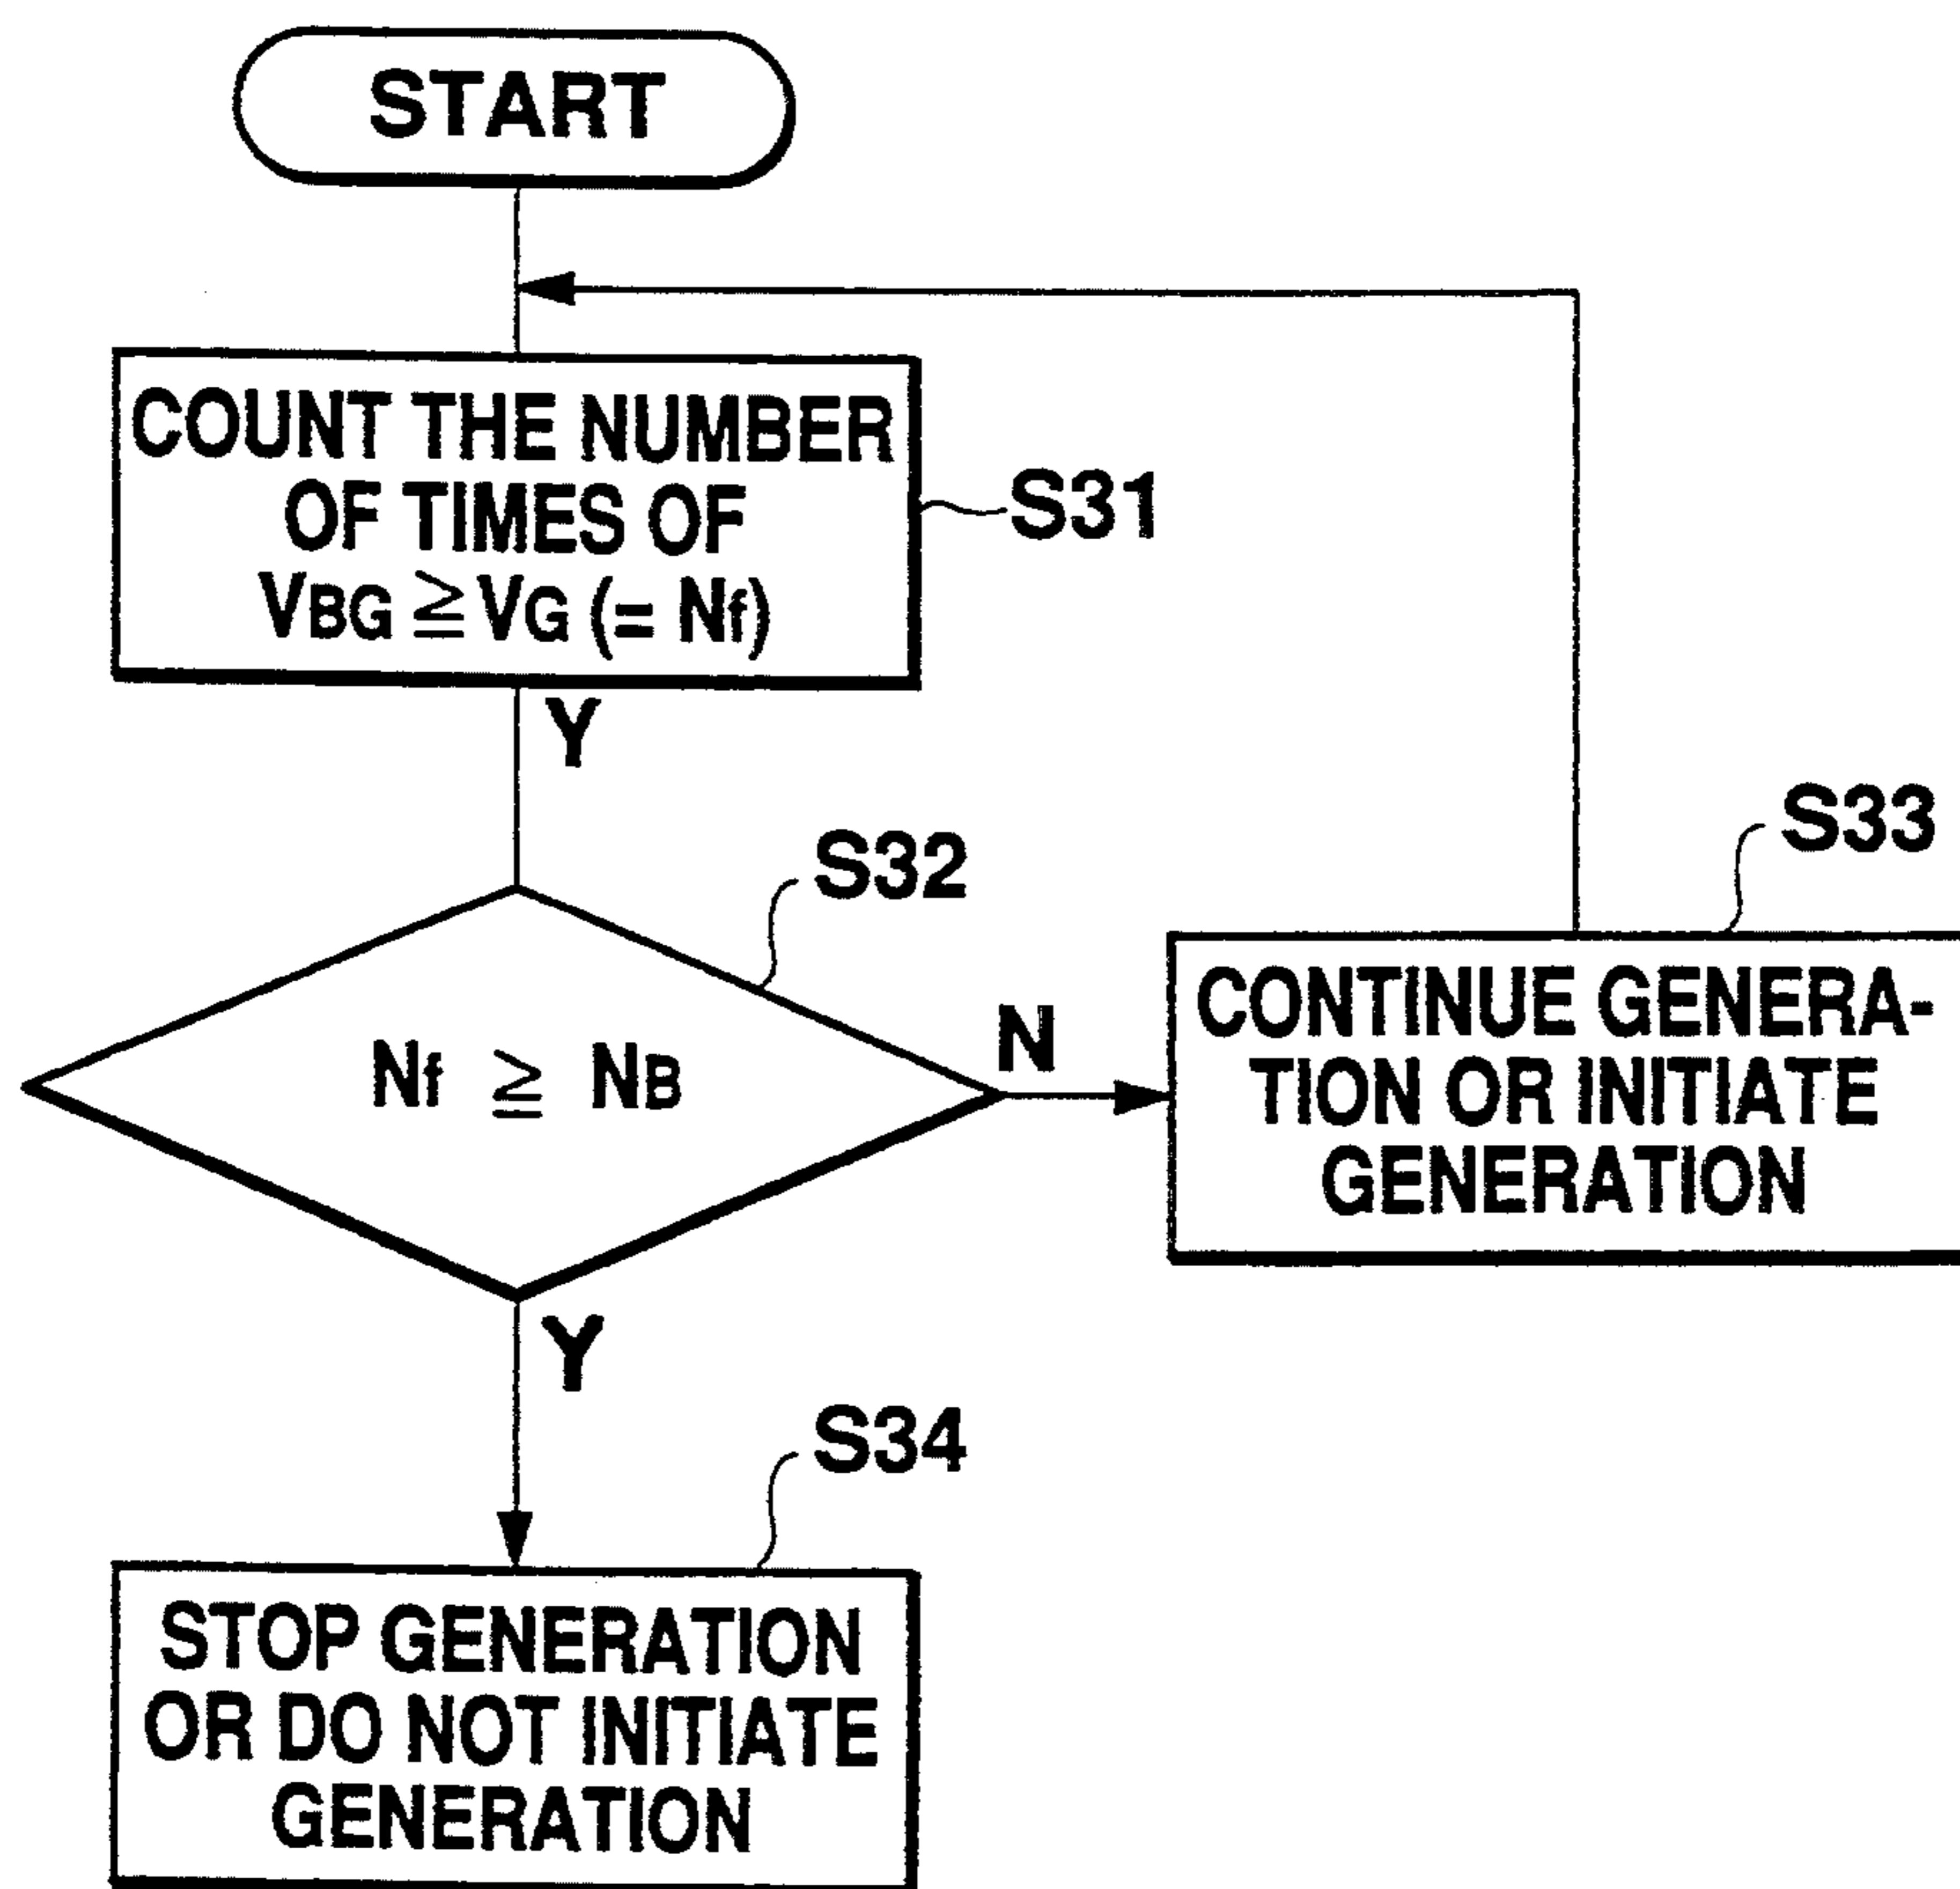 START
COUNT THE NUMBER
OF TIMES OF
VBG ≧ VG (= Nf)
S31
Y
S32
Nf ≧ NB
N
S33
CONTINUE GENERA-
TION OR INITIATE
GENERATION
Y
S34
STOP GENERATION
OR DO NOT INITIATE
GENERATION